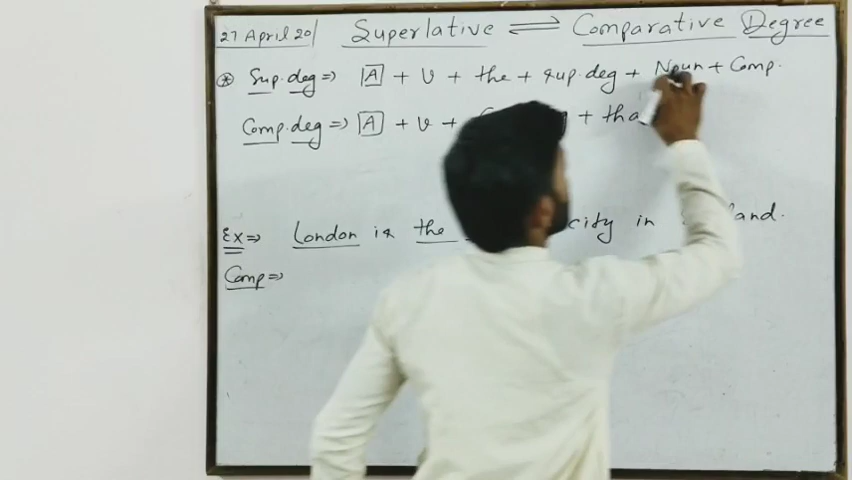 27 April 20 Superlative ⇌ Comparative Degree
⊛ Sup. deg ⇒ A + V + the + sup. deg + Noun + Comp.
Comp. deg ⇒ A + V + + tha
Ex ⇒ London is the city in land.
Comp ⇒